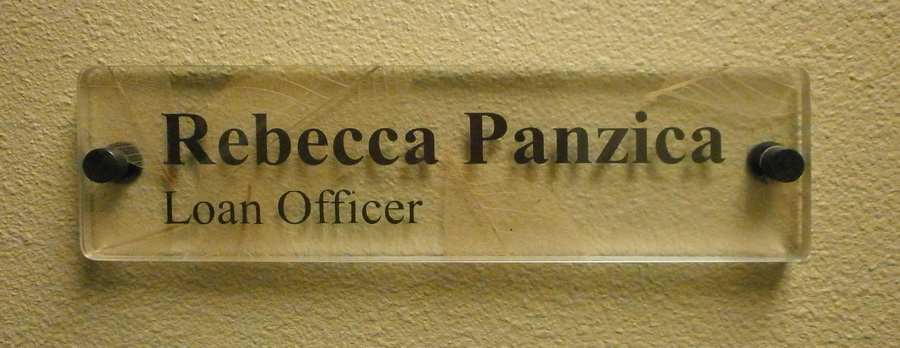 Rebecca Panzica
Loan Officer